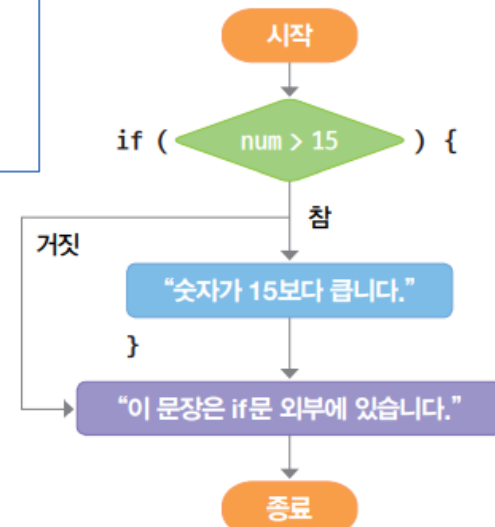 시작
if ( num > 15 ) {
참
거짓
“숫자가 15보다 큽니다.”
}
“이 문장은 if문 외부에 있습니다.”
종료